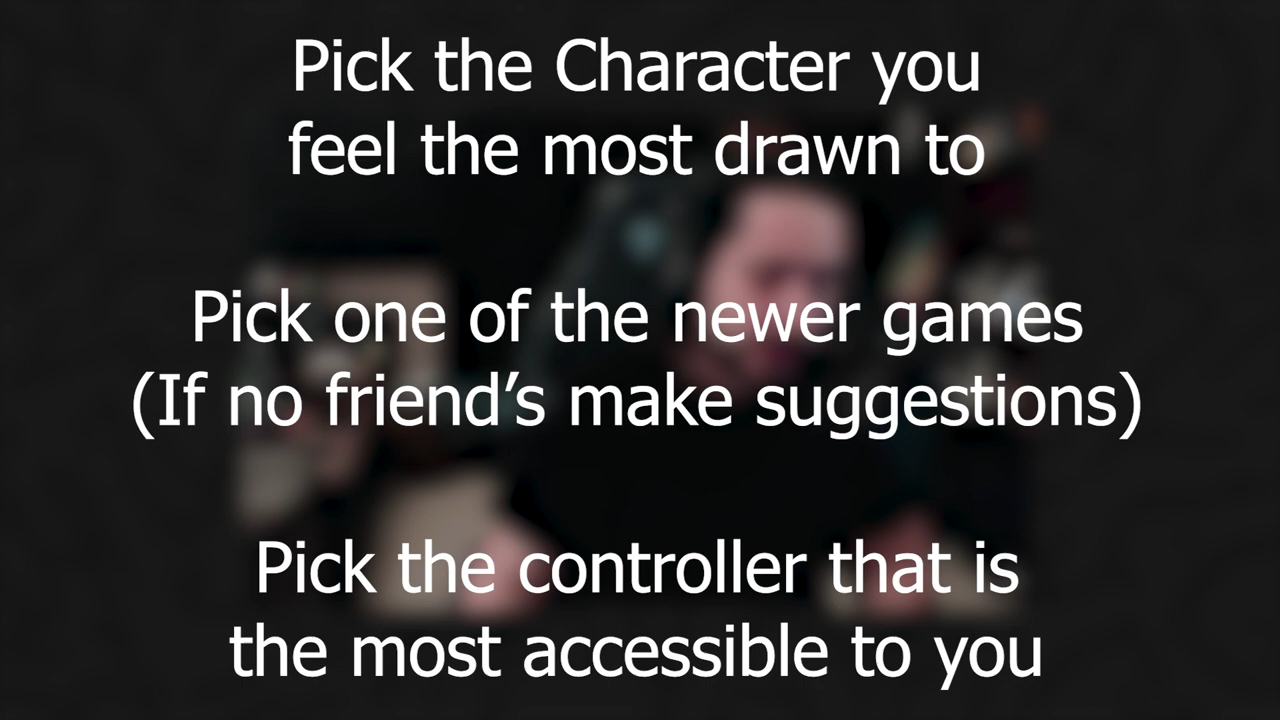 Pick the Character you
feel the most drawn to
Pick one of the newer games
(If no friend’s make suggestions)
Pick the controller that is
the most accessible to you